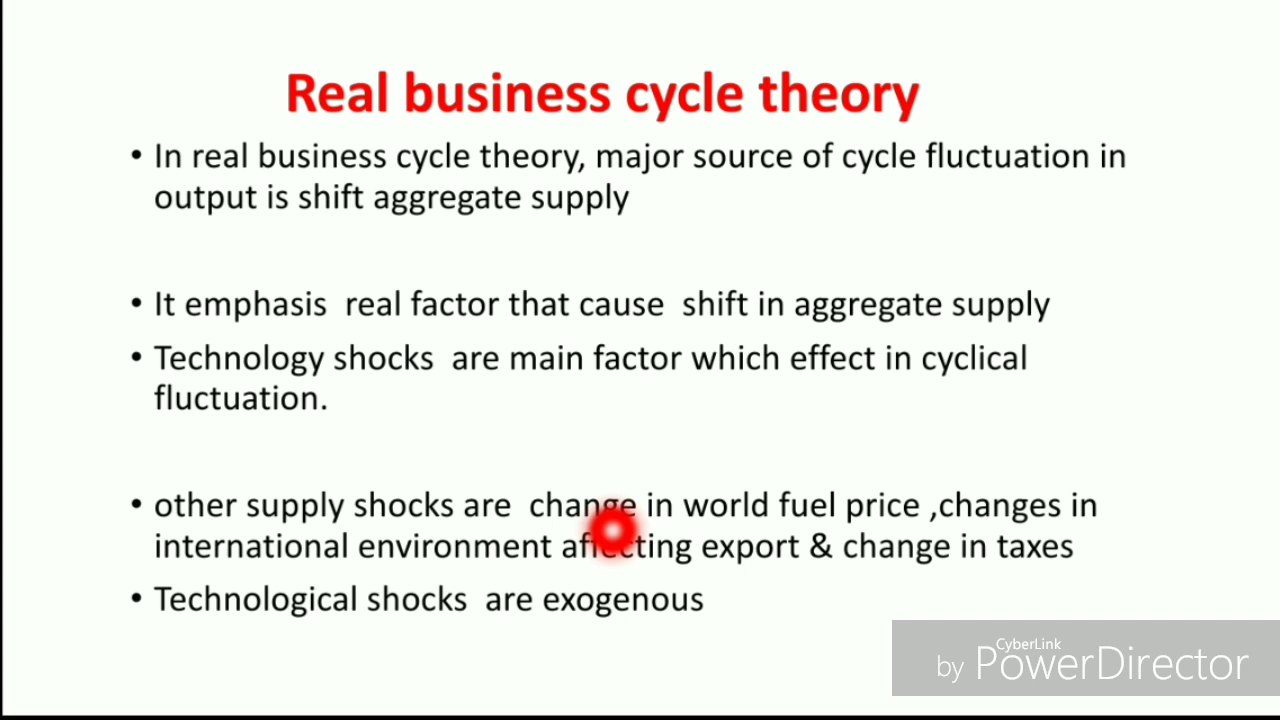 Real business cycle theory
• In real business cycle theory, major source of cycle fluctuation in
output is shift aggregate supply
• It emphasis real factor that cause shift in aggregate supply
• Technology shocks are main factor which effect in cyclical
fluctuation.
• other supply shocks are change in world fuel price ,changes in
international environment affecting export & change in taxes
• Technological shocks are exogenous
CyberLink
by PowerDirector